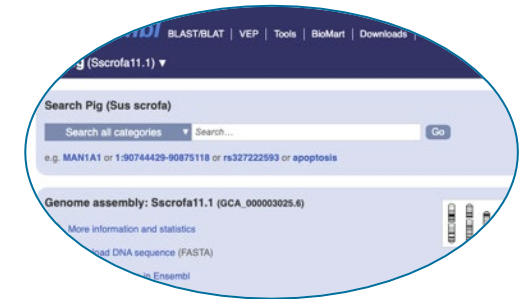 BLAST/BLAT | VEP | Tools | BioMart | Downloads |
(Sscrofa11.1) ▼
Search Pig (Sus scrofa)
Search all categories ▼ Search... Go
e.g. MAN1A1 or 1:90744429-90875118 or rs327222593 or apoptosis
Genome assembly: Sscrofa11.1 (GCA_000003025.6)
More information and statistics
DNA sequence (FASTA)
in Ensembl